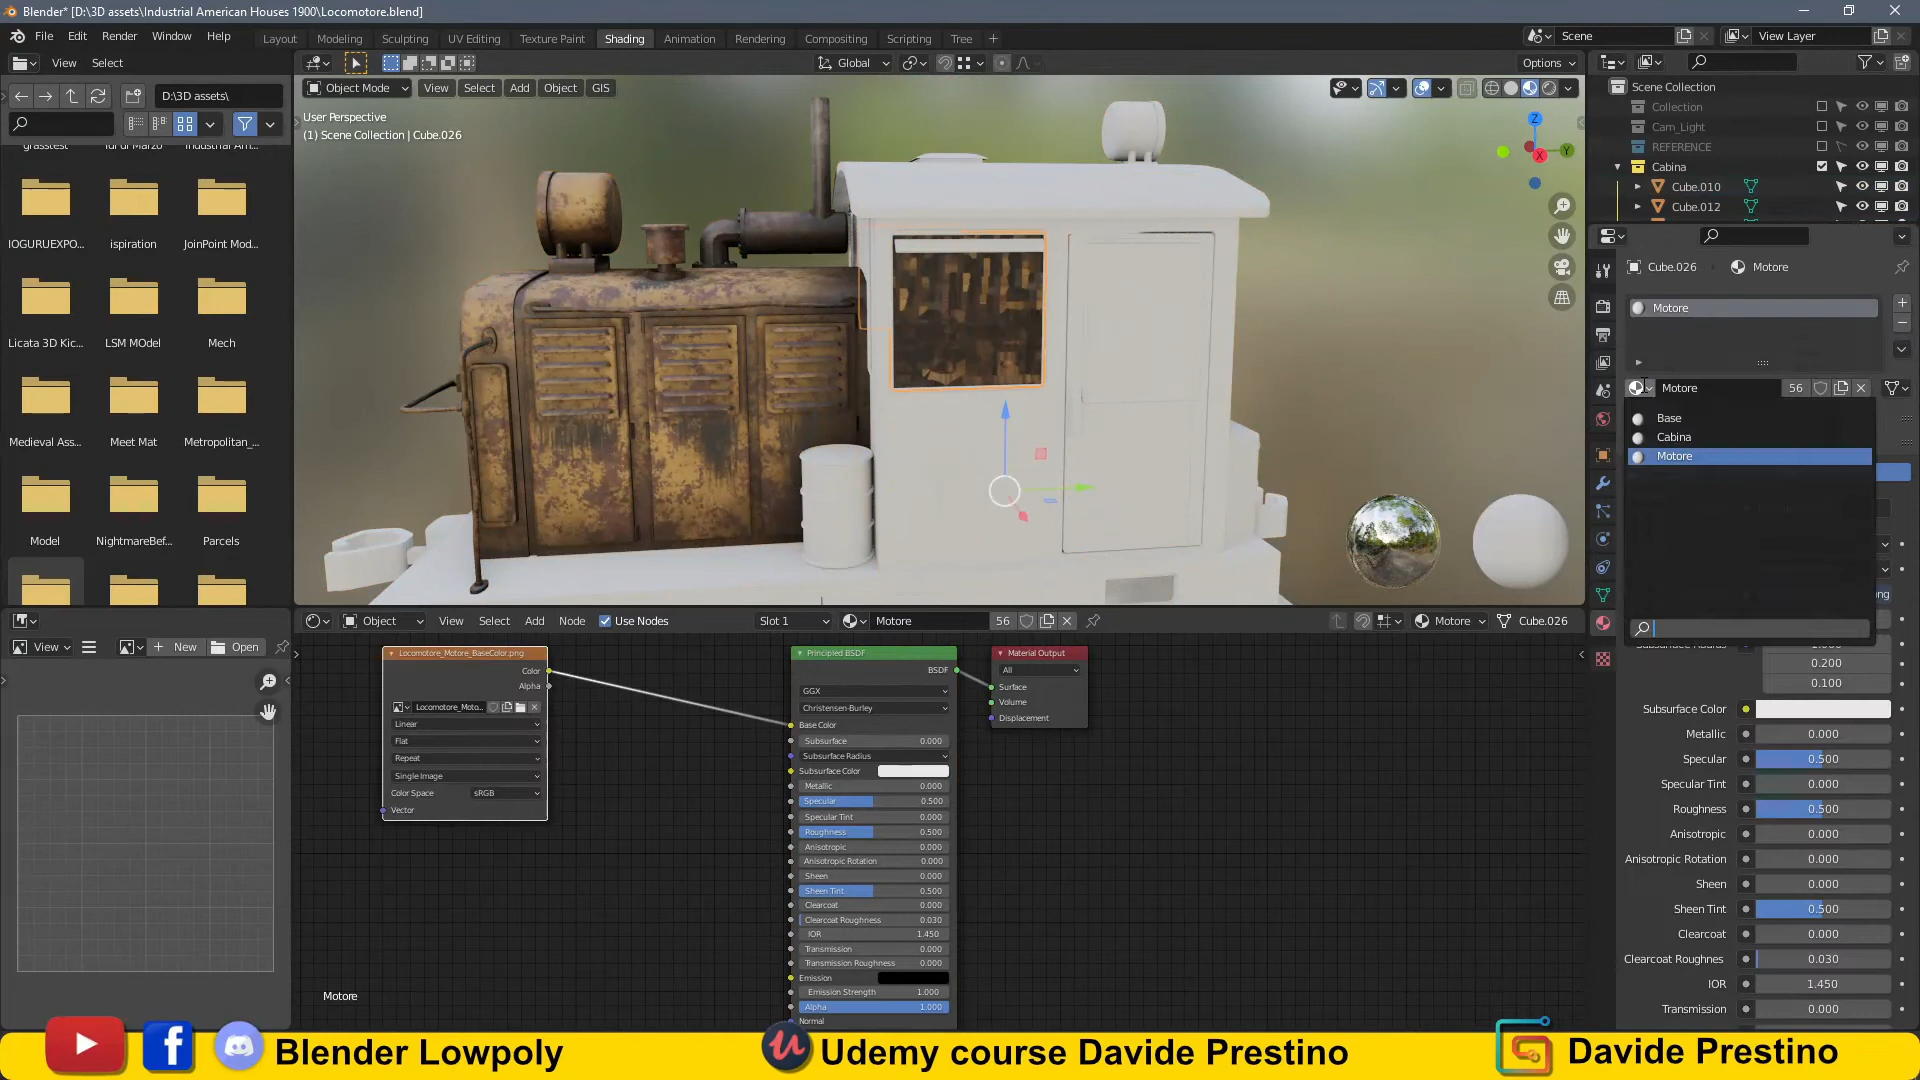 Blender* [D:\3D assets\Industrial American Houses 1900\Locomotore.blend]
File Edit Render Window Help
Layout Modeling Sculpting UV Editing Texture Paint Shading Animation Rendering Compositing Scripting Tree
Scene
View Layer
View Select
Global
Options
D:\3D assets\
Object Mode View Select Add Object GIS
User Perspective
(1) Scene Collection | Cube.026
Z
Y
X
IOGURUEXPO...
ispiration
JoinPoint Mod...
Licata 3D Kic...
LSM MOdel
Mech
Medieval Ass...
Meet Mat
Metropolitan_...
Model
NightmareBef...
Parcels
Scene Collection
Collection
Cam_Light
REFERENCE
Cabina
Cube.010
Cube.012
Cube.026
Motore
Motore
Motore
56
Base
Cabina
Motore
0.200
0.100
Subsurface Color
Metallic 0.000
Specular 0.500
Specular Tint 0.000
Roughness 0.500
Anisotropic 0.000
Anisotropic Rotation 0.000
Sheen 0.000
Sheen Tint 0.500
Clearcoat 0.000
Clearcoat Roughnes 0.030
IOR 1.450
Transmission 0.000
View
New
Open
Object View Select Add Node Use Nodes
Slot 1
Motore
56
Motore
Cube.026
Locomotore_Motore_BaseColor.png
Color
Alpha
Locomotore_Moto...
Linear
Flat
Repeat
Single Image
Color Space sRGB
Vector
Principled BSDF
BSDF
GGX
Christensen-Burley
Base Color
Subsurface 0.000
Subsurface Radius
Subsurface Color
Metallic 0.000
Specular 0.500
Specular Tint 0.000
Roughness 0.500
Anisotropic 0.000
Anisotropic Rotation 0.000
Sheen 0.000
Sheen Tint 0.500
Clearcoat 0.000
Clearcoat Roughness 0.030
IOR 1.450
Transmission 0.000
Transmission Roughness 0.000
Emission
Emission Strength 1.000
Alpha 1.000
Normal
Material Output
All
Surface
Volume
Displacement
Motore
Blender Lowpoly
Udemy course Davide Prestino
Davide Prestino